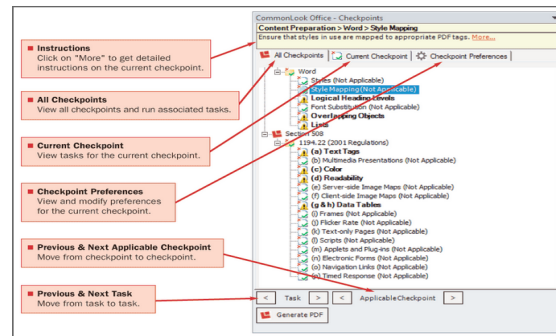 CommonLook Office - Checkpoints
Content Preparation > Word > Style Mapping
Ensure that styles in use are mapped to appropriate PDF tags. More...
All Checkpoints
Current Checkpoint
Checkpoint Preferences
Instructions
Click on "More" to get detailed
instructions on the current checkpoint.
All Checkpoints
View all checkpoints and run associated tasks.
Current Checkpoint
View tasks for the current checkpoint.
Checkpoint Preferences
View and modify preferences
for the current checkpoint.
Previous & Next Applicable Checkpoint
Move from checkpoint to checkpoint.
Previous & Next Task
Move from task to task.
Word
Styles (Not Applicable)
Style Mapping (Not Applicable)
Logical Heading Levels
Font Substitution (Not Applicable)
Overlapping Objects
Lists
Section 508
1194.22 (2001 Regulations)
(a) Text Tags
(b) Multimedia Presentations (Not Applicable)
(c) Color
(d) Readability
(e) Server-side Image Maps (Not Applicable)
(f) Client-side Image Maps (Not Applicable)
(g & h) Data Tables
(i) Frames (Not Applicable)
(j) Flicker Rate (Not Applicable)
(k) Text-only Pages (Not Applicable)
(l) Scripts (Not Applicable)
(m) Applets and Plug-ins (Not Applicable)
(n) Electronic Forms (Not Applicable)
(o) Navigation Links (Not Applicable)
(p) Timed Response (Not Applicable)
< Task > < ApplicableCheckpoint >
Generate PDF